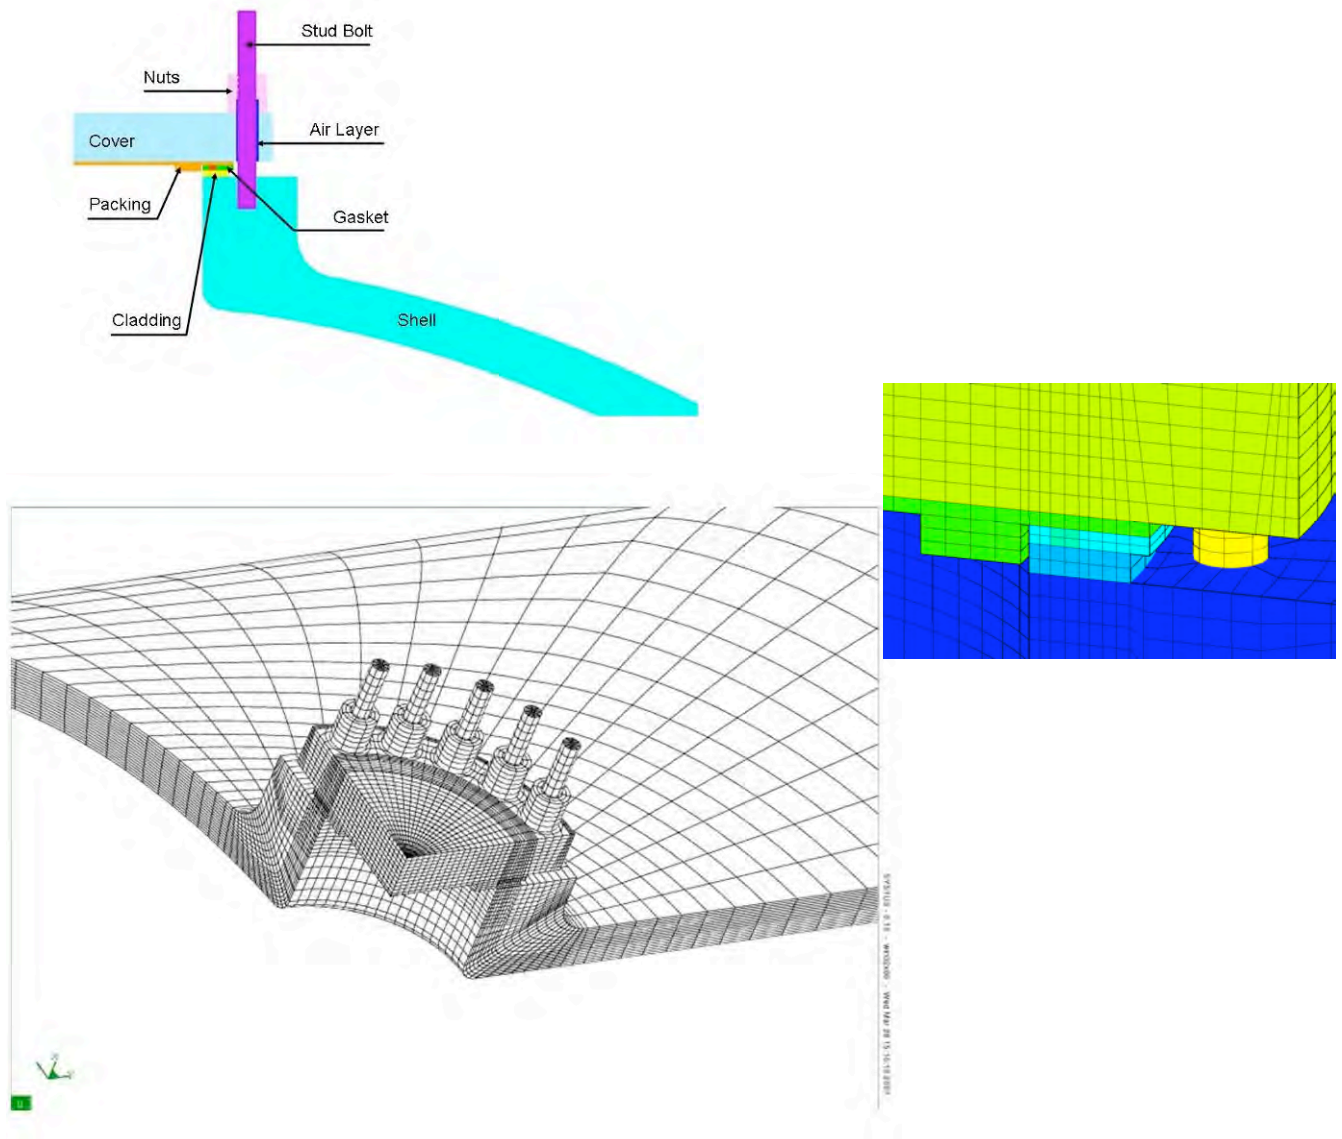 Stud Bolt
Nuts
Air Layer
Cover
Packing
Gasket
Cladding
Shell